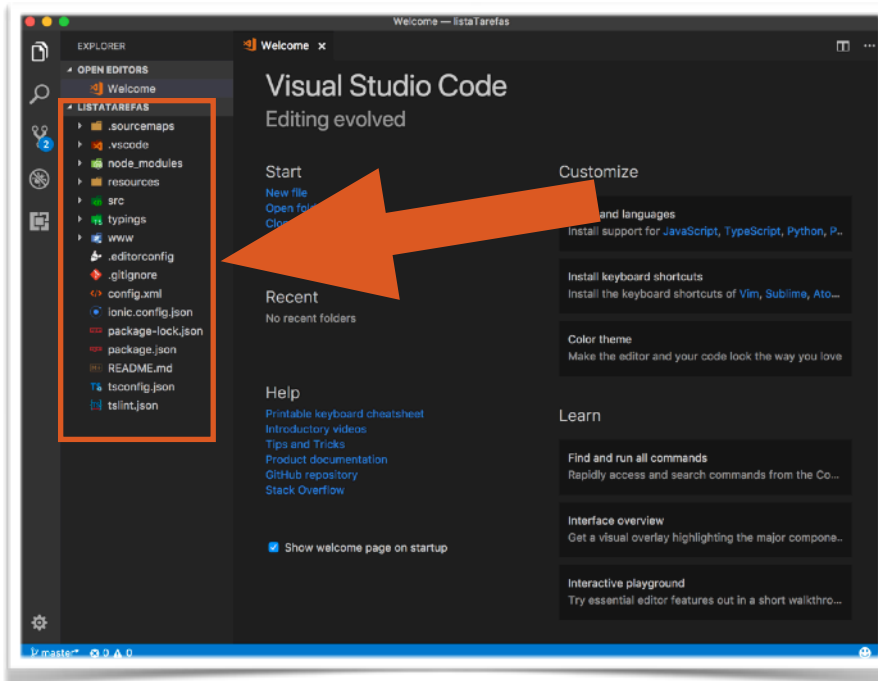 Welcome — listaTarefas
EXPLORER
OPEN EDITORS
Welcome
LISTATAREFAS
.sourcemaps
.vscode
node_modules
resources
src
typings
www
.editorconfig
.gitignore
config.xml
ionic.config.json
package-lock.json
package.json
README.md
tsconfig.json
tslint.json
2
Welcome ×
Visual Studio Code
Editing evolved
Start
New file
Open
Recent
No recent folders
Help
Printable keyboard cheatsheet
Introductory videos
Tips and Tricks
Product documentation
GitHub repository
Stack Overflow
Show welcome page on startup
Customize
and languages
Install support for JavaScript, TypeScript, Python, P..
Install keyboard shortcuts
Install the keyboard shortcuts of Vim, Sublime, Ato...
Color theme
Make the editor and your code look the way you love
Learn
Find and run all commands
Rapidly access and search commands from the Co...
Interface overview
Get a visual overlay highlighting the major compone..
Interactive playground
Try essential editor features out in a short walkthro...
master* 0 0